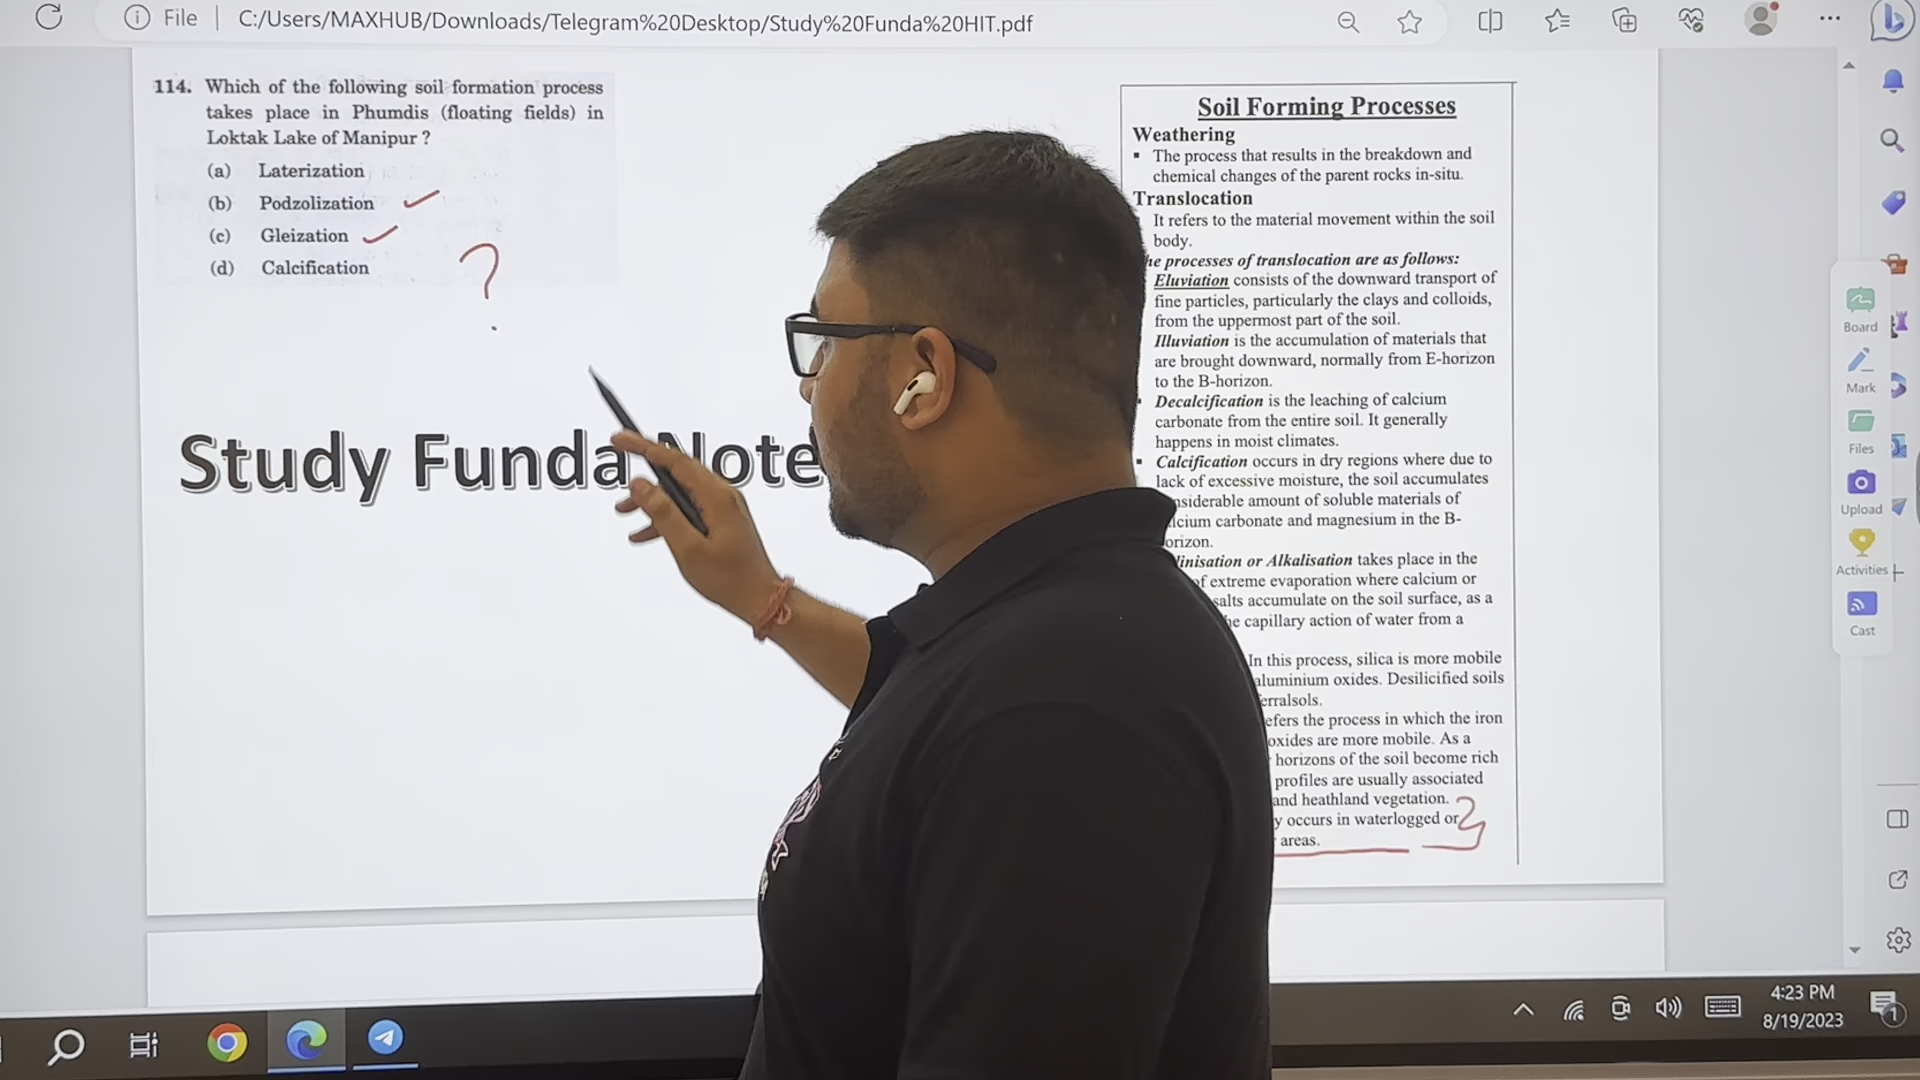 File | C:/Users/MAXHUB/Downloads/Telegram%20Desktop/Study%20Funda%20HIT.pdf
114. Which of the following soil formation process
takes place in Phumdis (floating fields) in
Loktak Lake of Manipur ?
(a) Laterization
(b) Podzolization
(c) Gleization
(d) Calcification
?
Study Funda Note
Soil Forming Processes
Weathering
▪ The process that results in the breakdown and
chemical changes of the parent rocks in-situ.
Translocation
It refers to the material movement within the soil
body.
he processes of translocation are as follows:
Eluviation consists of the downward transport of
fine particles, particularly the clays and colloids,
from the uppermost part of the soil.
Illuviation is the accumulation of materials that
are brought downward, normally from E-horizon
to the B-horizon.
▪ Decalcification is the leaching of calcium
carbonate from the entire soil. It generally
happens in moist climates.
▪ Calcification occurs in dry regions where due to
lack of excessive moisture, the soil accumulates
nsiderable amount of soluble materials of
lcium carbonate and magnesium in the B-
orizon.
linisation or Alkalisation takes place in the
of extreme evaporation where calcium or
salts accumulate on the soil surface, as a
he capillary action of water from a
In this process, silica is more mobile
aluminium oxides. Desilicified soils
erralsols.
efers the process in which the iron
oxides are more mobile. As a
horizons of the soil become rich
profiles are usually associated
and heathland vegetation.
y occurs in waterlogged or
areas.
Board
Mark
Files
Upload
Activities
Cast
4:23 PM
8/19/2023
1